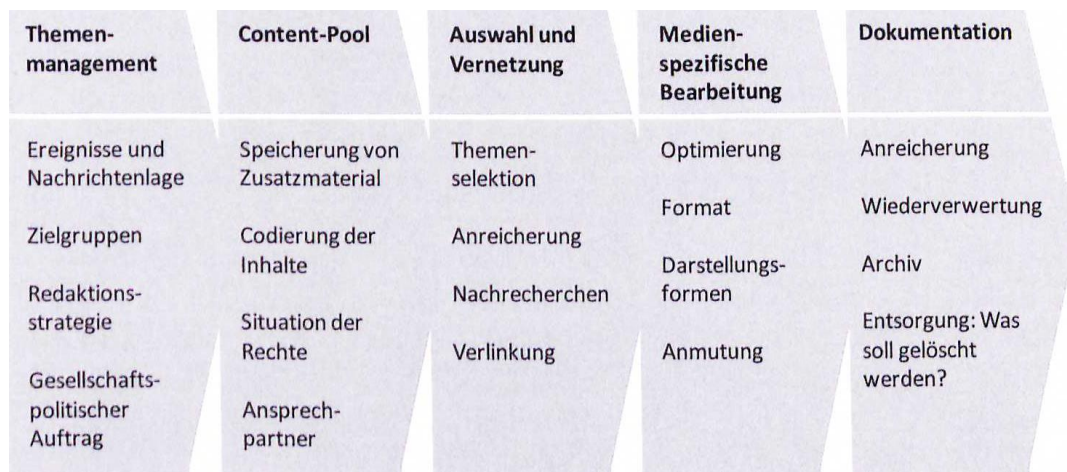 Themen-
management
Content-Pool
Auswahl und
Vernetzung
Medien-
spezifische
Bearbeitung
Dokumentation
Ereignisse und
Nachrichtenlage
Zielgruppen
Redaktions-
strategie
Gesellschafts-
politischer
Auftrag
Speicherung von
Zusatzmaterial
Codierung der
Inhalte
Situation der
Rechte
Ansprech-
partner
Themen-
selektion
Anreicherung
Nachrecherchen
Verlinkung
Optimierung
Format
Darstellungs-
formen
Anmutung
Anreicherung
Wiederverwertung
Archiv
Entsorgung: Was
soll gelöscht
werden?